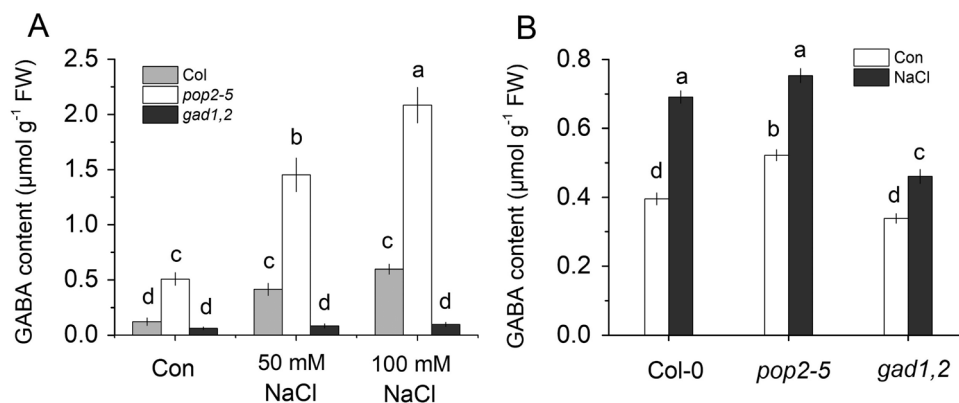 A
GABA content (µmol g-1 FW)
2.5
2.0
1.5
1.0
0.5
0.0
Col
pop2-5
gad1,2
d
c
d
c
b
d
c
a
d
Con
50 mM
NaCl
100 mM
NaCl
B
GABA content (µmol g-1 FW)
0.8
0.6
0.4
0.2
0.0
Con
NaCl
d
a
b
a
d
c
Col-0
pop2-5
gad1,2